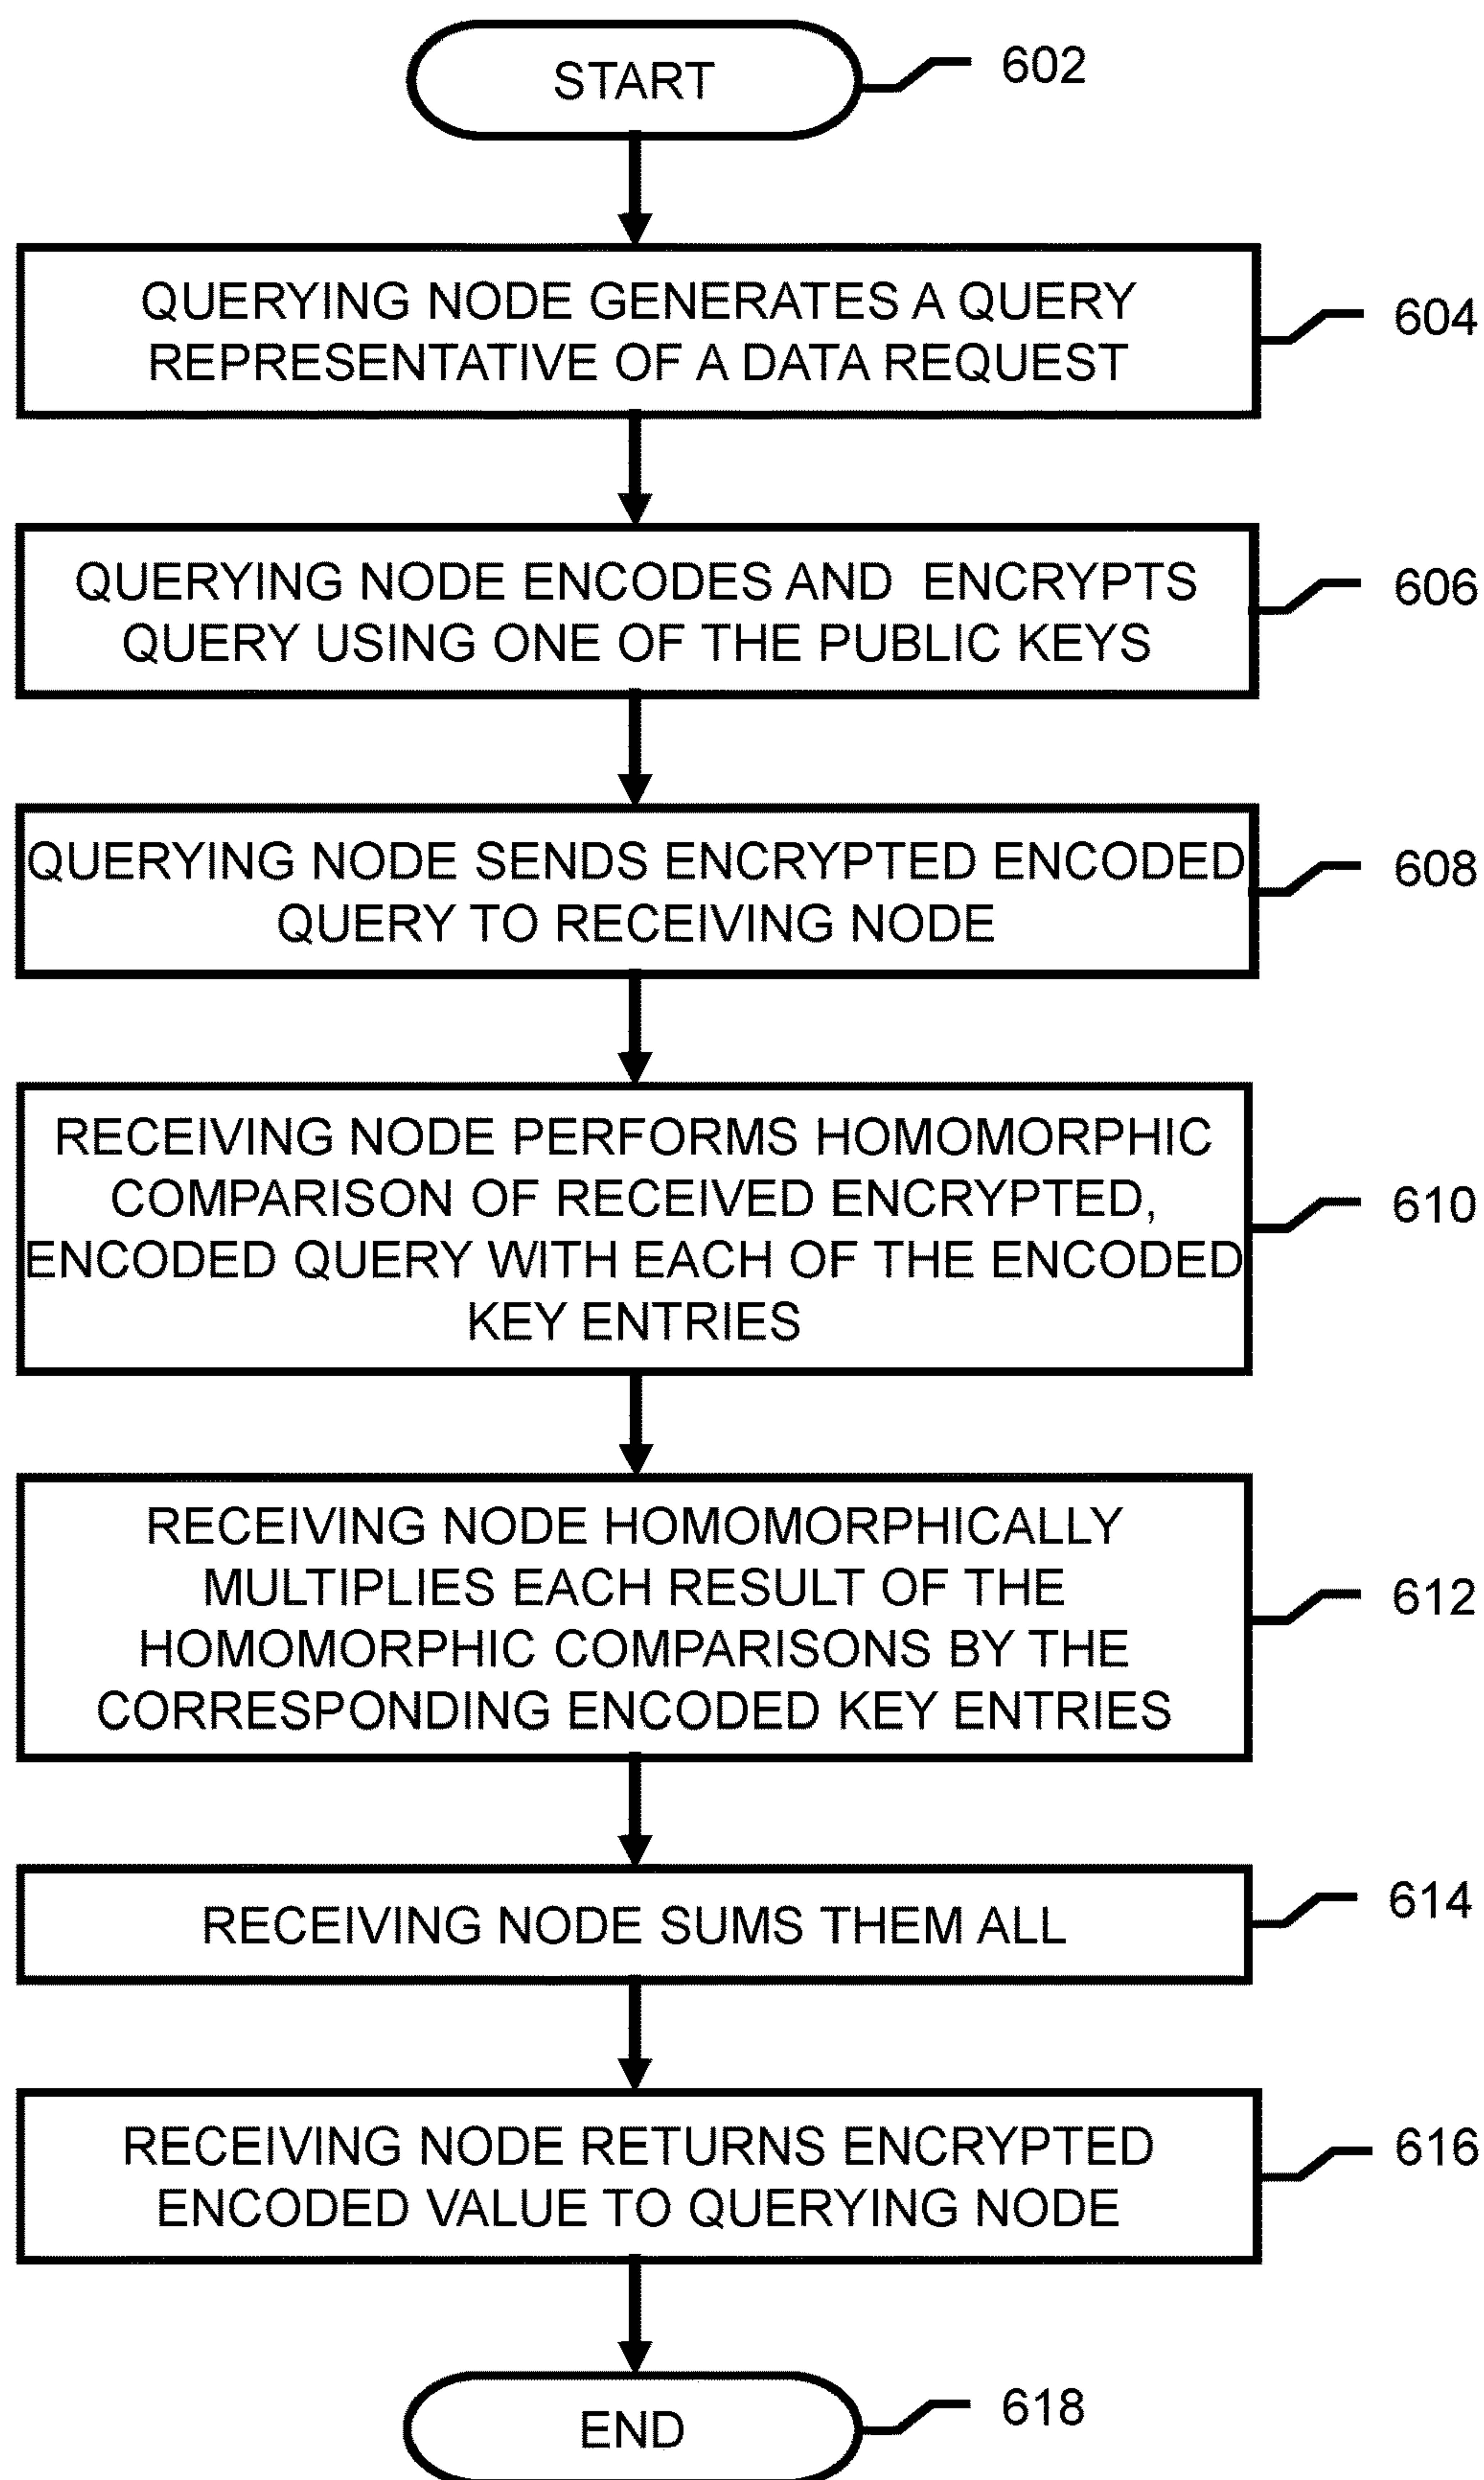 START
602
QUERYING NODE GENERATES A QUERY
REPRESENTATIVE OF A DATA REQUEST
604
QUERYING NODE ENCODES AND ENCRYPTS
QUERY USING ONE OF THE PUBLIC KEYS
606
QUERYING NODE SENDS ENCRYPTED ENCODED
QUERY TO RECEIVING NODE
608
RECEIVING NODE PERFORMS HOMOMORPHIC
COMPARISON OF RECEIVED ENCRYPTED,
ENCODED QUERY WITH EACH OF THE ENCODED
KEY ENTRIES
610
RECEIVING NODE HOMOMORPHICALLY
MULTIPLIES EACH RESULT OF THE
HOMOMORPHIC COMPARISONS BY THE
CORRESPONDING ENCODED KEY ENTRIES
612
RECEIVING NODE SUMS THEM ALL
614
RECEIVING NODE RETURNS ENCRYPTED
ENCODED VALUE TO QUERYING NODE
616
END
618